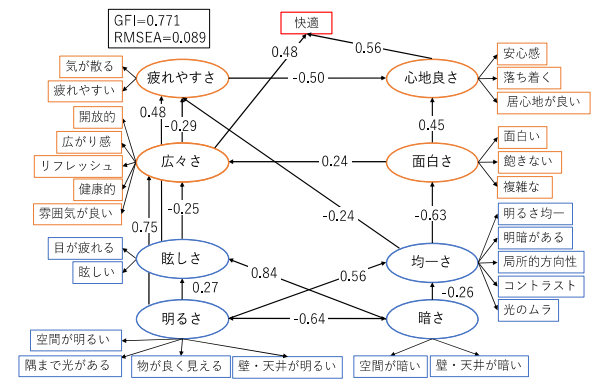 GFI=0.771
RMSEA=0.089
快適
0.48
0.56
気が散る
疲れやすい
疲れやすさ
-0.50
心地良さ
安心感
落ち着く
居心地が良い
0.48
-0.29
0.45
開放的
広がり感
リフレッシュ
健康的
雰囲気が良い
広々さ
0.24
面白さ
面白い
飽きない
複雑な
0.75
-0.25
-0.24
-0.63
目が疲れる
眩しい
眩しさ
均一さ
明るさ均一
明暗がある
局所的方向性
コントラスト
光のムラ
0.84
0.56
0.27
-0.26
明るさ
-0.64
暗さ
空間が明るい
隅まで光がある
物が良く見える
壁・天井が明るい
空間が暗い
壁・天井が暗い